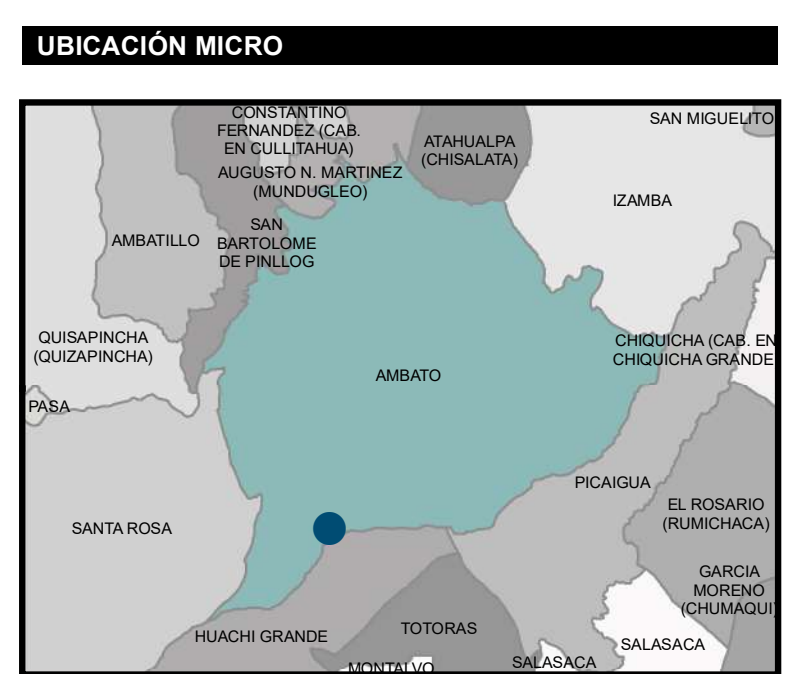 UBICACIÓN MICRO
CONSTANTINO
FERNANDEZ (CAB.
EN CULLITAHUA)
SAN MIGUELITO
ATAHUALPA
(CHISALATA)
AUGUSTO N. MARTINEZ
(MUNDUGLEO)
IZAMBA
AMBATILLO
SAN
BARTOLOME
DE PINLLOG
QUISAPINCHA
(QUIZAPINCHA)
CHIQUICHA (CAB. EN
CHIQUICHA GRANDE
AMBATO
PASA
PICAIGUA
EL ROSARIO
(RUMICHACA)
SANTA ROSA
GARCIA
MORENO
(CHUMAQUI)
HUACHI GRANDE
TOTORAS
SALASACA
MONTALVO
SALASACA